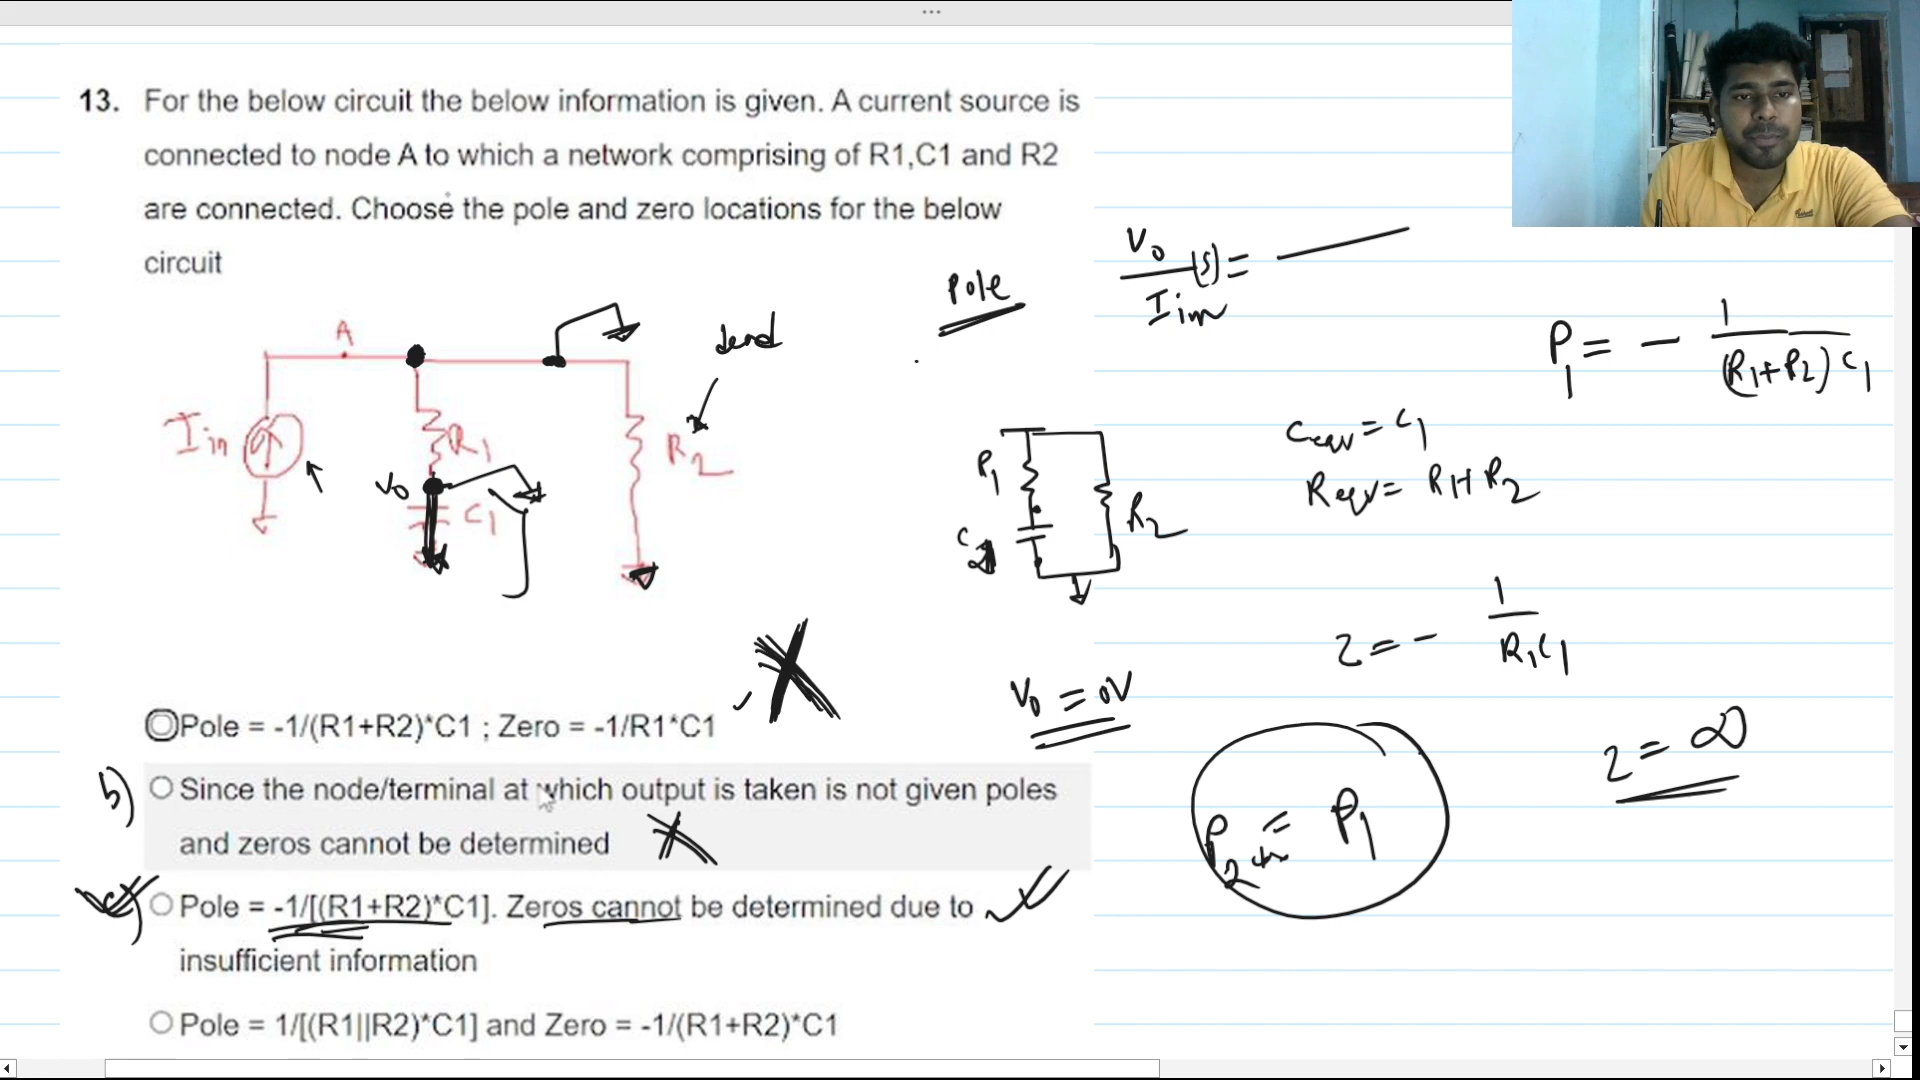 13. For the below circuit the below information is given. A current source is
connected to node A to which a network comprising of R1,C1 and R2
are connected. Choose the pole and zero locations for the below
circuit
Pole
Vo/Iin (s) =
P1 = - 1/(R1+R2)C1
A
dead
Iin
R1
R2
Vo
C1
R1
C
R2
Ceqv = C1
Reqv = R1+R2
Z = - 1/R1C1
Vo = 0V
Z = ∞
P2 = P1
Pole = -1/(R1+R2)*C1 ; Zero = -1/R1*C1
b) Since the node/terminal at which output is taken is not given poles
and zeros cannot be determined
Pole = -1/[(R1+R2)*C1]. Zeros cannot be determined due to
insufficient information
Pole = 1/[(R1||R2)*C1] and Zero = -1/(R1+R2)*C1